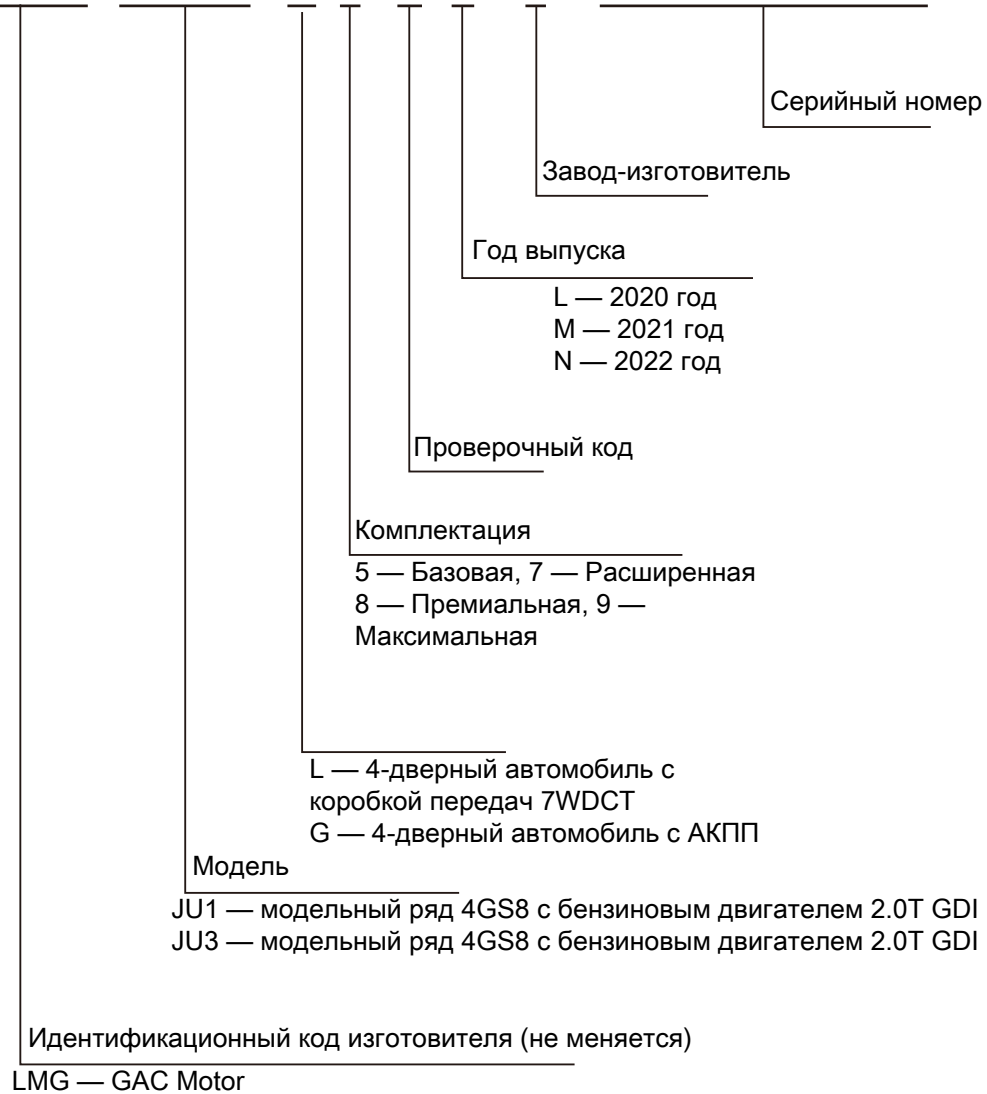 Серийный номер
Завод-изготовитель
Год выпуска
L — 2020 год
M — 2021 год
N — 2022 год
Проверочный код
Комплектация
5 — Базовая, 7 — Расширенная
8 — Премиальная, 9 —
Максимальная
L — 4-дверный автомобиль с
коробкой передач 7WDCT
G — 4-дверный автомобиль с АКПП
Модель
JU1 — модельный ряд 4GS8 с бензиновым двигателем 2.0T GDI
JU3 — модельный ряд 4GS8 с бензиновым двигателем 2.0T GDI
Идентификационный код изготовителя (не меняется)
LMG — GAC Motor